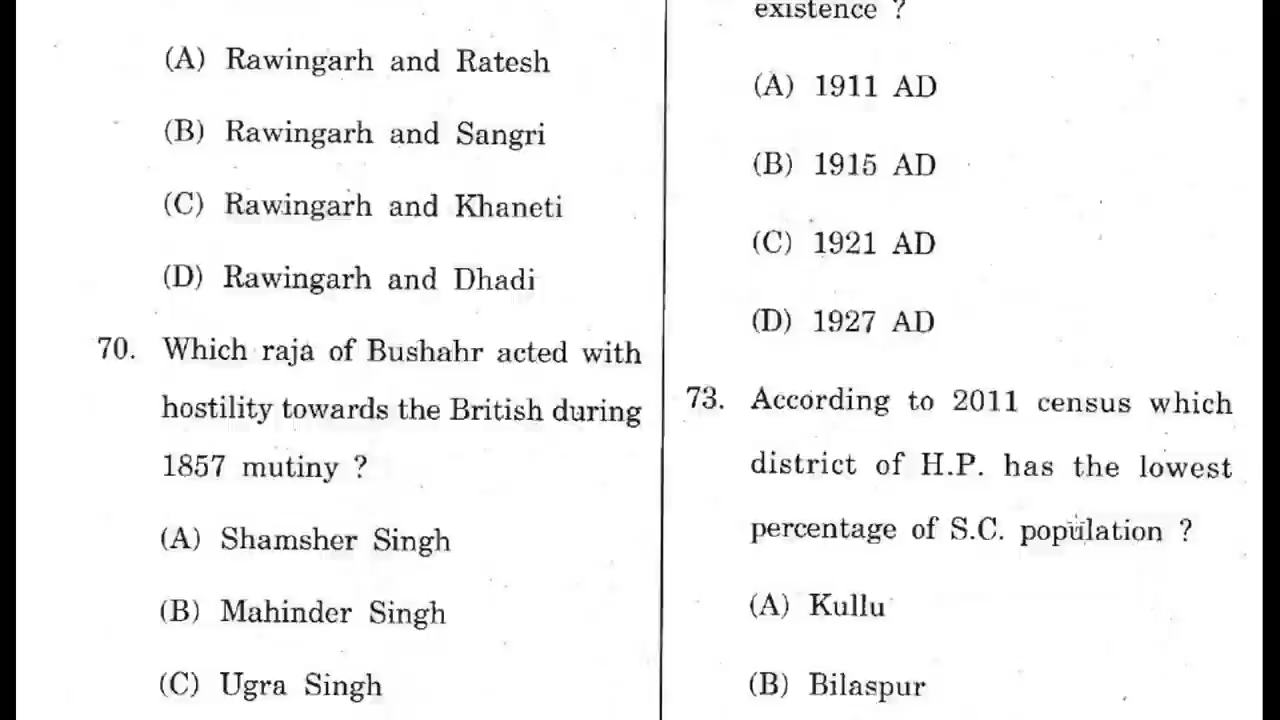 (A) Rawingarh and Ratesh
(B) Rawingarh and Sangri
(C) Rawingarh and Khaneti
(D) Rawingarh and Dhadi
70. Which raja of Bushahr acted with
hostility towards the British during
1857 mutiny ?
(A) Shamsher Singh
(B) Mahinder Singh
(C) Ugra Singh
existence ?
(A) 1911 AD
(B) 1915 AD
(C) 1921 AD
(D) 1927 AD
73. According to 2011 census which
district of H.P. has the lowest
percentage of S.C. population ?
(A) Kullu
(B) Bilaspur